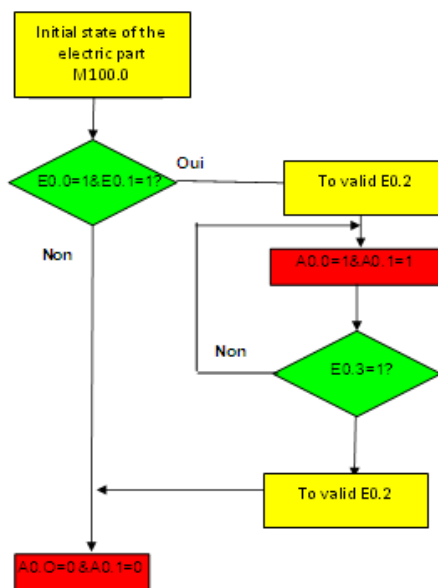 Initial state of the
electric part
M100.0
Oui
E0.0=1&E0.1=1?
To valid E0.2
Non
A0.0=1&A0.1=1
Non
E0.3=1?
To valid E0.2
A0.O=0&A0.1=0